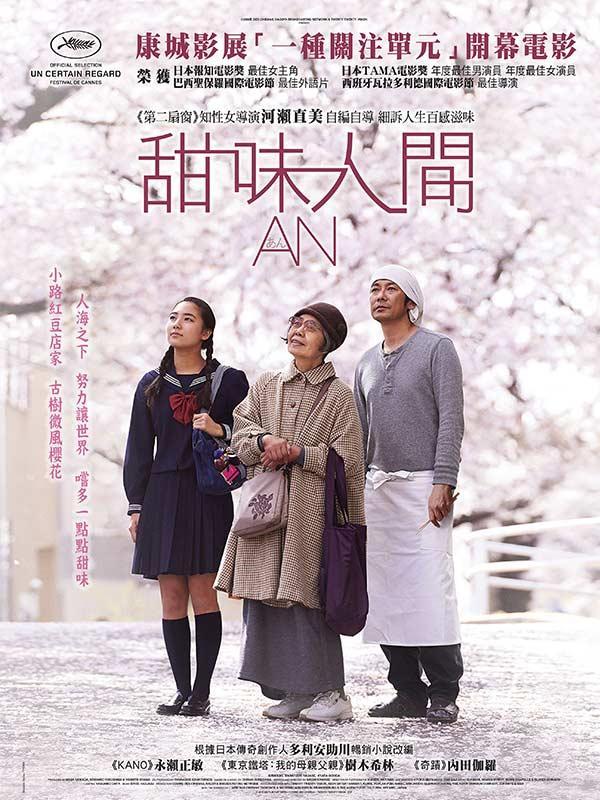 OFFICIAL SELECTION
UN CERTAIN REGARD
FESTIVAL DE CANNES
康城影展「一種關注單元」開幕電影
榮獲
日本報知電影獎 最佳女主角
巴西聖保羅國際電影節 最佳外語片
日本TAMA電影獎 年度最佳男演員 年度最佳女演員
西班牙瓦拉多利德國際電影節 最佳導演
《第二扇窗》知性女導演河瀨直美 自編自導 細訴人生百感滋味
甜味人間
AN
あん
人海之下 努力讓世界 嚐多一點點甜味
小路紅豆店家 古樹微風櫻花
根據日本傳奇創作人多利安助川暢銷小說改編
《KANO》永瀨正敏 《東京鐵塔：我的母親父親》樹木希林 《奇蹟》內田伽羅